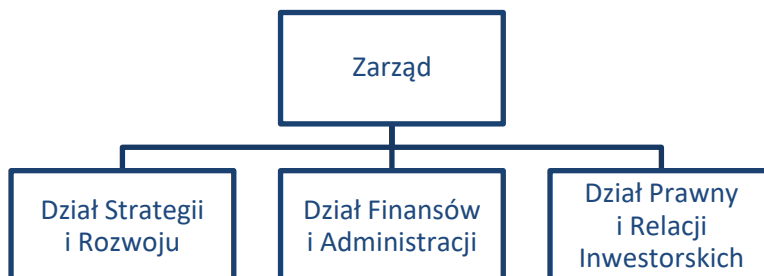 Zarząd
Dział Strategii
i Rozwoju
Dział Finansów
i Administracji
Dział Prawny
i Relacji
Inwestorskich